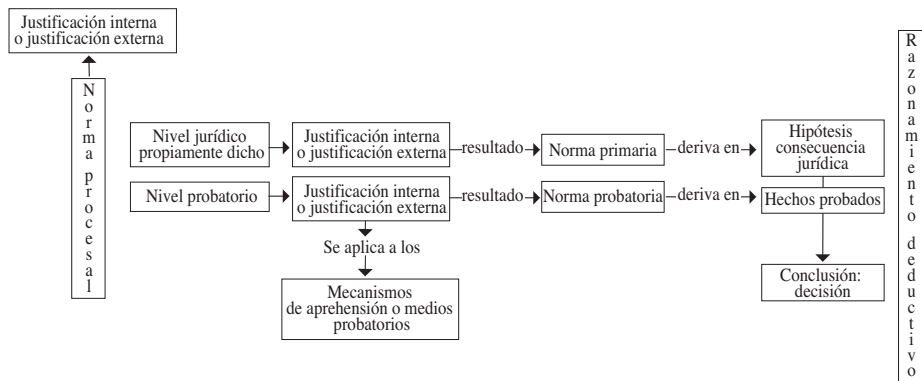 Justificación interna
o justificación externa
Norma procesal
Nivel jurídico
propiamente dicho
Justificación interna
o justificación externa
resultado
Norma primaria
deriva en
Hipótesis
consecuencia
jurídica
Nivel probatorio
Justificación interna
o justificación externa
resultado
Norma probatoria
deriva en
Hechos probados
Se aplica a los
Mecanismos
de aprehensión o medios
probatorios
Conclusión:
decisión
Razonamiento deductivo